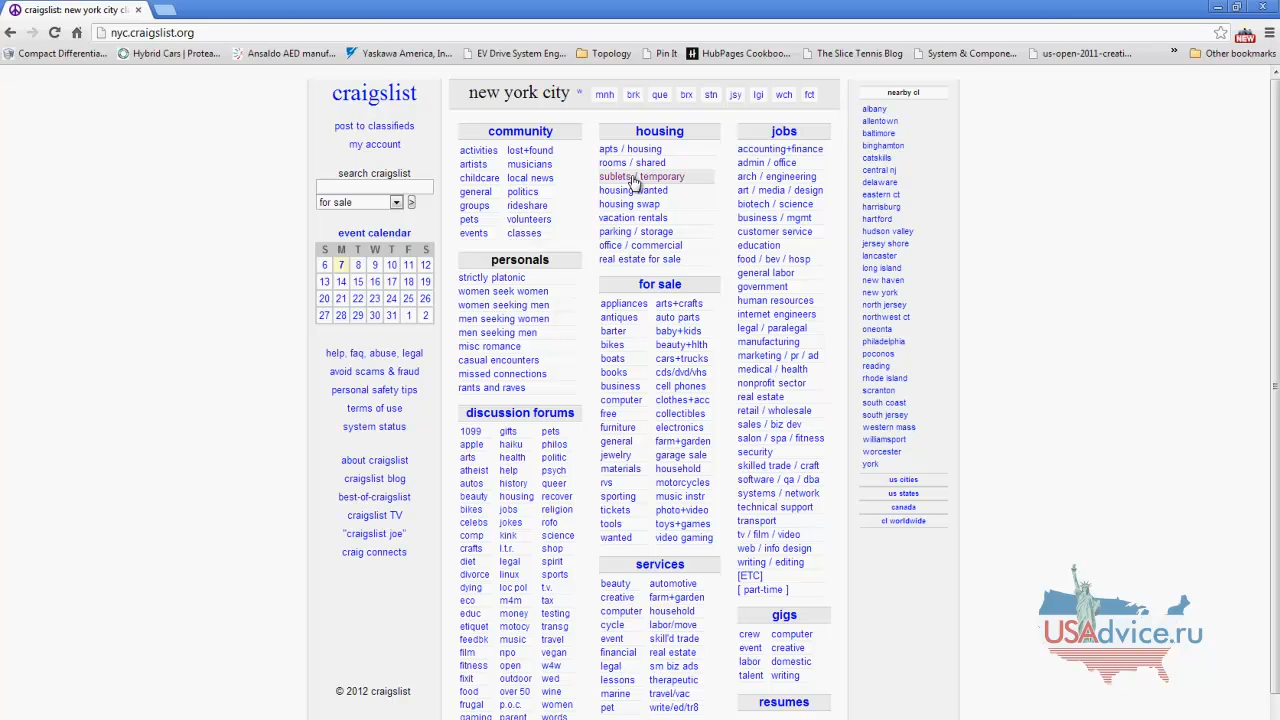 craigslist: new york city cl
nyc.craigslist.org
Compact Differentia... Hybrid Cars | Protea... Ansaldo AED manuf... Yaskawa America, In... EV Drive System... Topology Pin It HubPages Cookboo... The Slice Tennis Blog System & Compone... us-open-2011-creati... » Other bookmarks
NEW
craigslist
post to classifieds
my account
search craigslist
for sale >
event calendar
S M T W T F S
6 7 8 9 10 11 12
13 14 15 16 17 18 19
20 21 22 23 24 25 26
27 28 29 30 31 1 2
help, faq, abuse, legal
avoid scams & fraud
personal safety tips
terms of use
system status
about craigslist
craigslist blog
best-of-craigslist
craigslist TV
"craigslist joe"
craig connects
© 2012 craigslist
new york city * mnh brk que brx stn jsy lgi wch fct
community
activities lost+found
artists musicians
childcare local news
general politics
groups rideshare
pets volunteers
events classes
personals
strictly platonic
women seek women
women seeking men
men seeking women
men seeking men
misc romance
casual encounters
missed connections
rants and raves
discussion forums
1099 gifts pets
apple haiku philos
arts health politic
atheist help psych
autos history queer
beauty housing recover
bikes jobs religion
celebs jokes rofo
comp kink science
crafts l.t.r. shop
diet legal spirit
divorce linux sports
dying loc pol t.v.
eco m4m tax
educ money testing
etiquet motocy transg
feedbk music travel
film npo vegan
fitness open w4w
fixit outdoor wed
food over 50 wine
frugal p.o.c. women
gaming parent words
housing
apts / housing
rooms / shared
sublets / temporary
housing wanted
housing swap
vacation rentals
parking / storage
office / commercial
real estate for sale
for sale
appliances arts+crafts
antiques auto parts
barter baby+kids
bikes beauty+hlth
boats cars+trucks
books cds/dvd/vhs
business cell phones
computer clothes+acc
free collectibles
furniture electronics
general farm+garden
jewelry garage sale
materials household
rvs motorcycles
sporting music instr
tickets photo+video
tools toys+games
wanted video gaming
services
beauty automotive
creative farm+garden
computer household
cycle labor/move
event skill'd trade
financial real estate
legal sm biz ads
lessons therapeutic
marine travel/vac
pet write/ed/tr8
jobs
accounting+finance
admin / office
arch / engineering
art / media / design
biotech / science
business / mgmt
customer service
education
food / bev / hosp
general labor
government
human resources
internet engineers
legal / paralegal
manufacturing
marketing / pr / ad
medical / health
nonprofit sector
real estate
retail / wholesale
sales / biz dev
salon / spa / fitness
security
skilled trade / craft
software / qa / dba
systems / network
technical support
transport
tv / film / video
web / info design
writing / editing
[ETC]
[ part-time ]
gigs
crew computer
event creative
labor domestic
talent writing
resumes
nearby cl
albany
allentown
baltimore
binghamton
catskills
central nj
delaware
eastern ct
harrisburg
hartford
hudson valley
jersey shore
lancaster
long island
new haven
new york
north jersey
northwest ct
oneonta
philadelphia
poconos
reading
rhode island
scranton
south coast
south jersey
western mass
williamsport
worcester
york
us cities
us states
canada
cl worldwide
USAdvice.ru